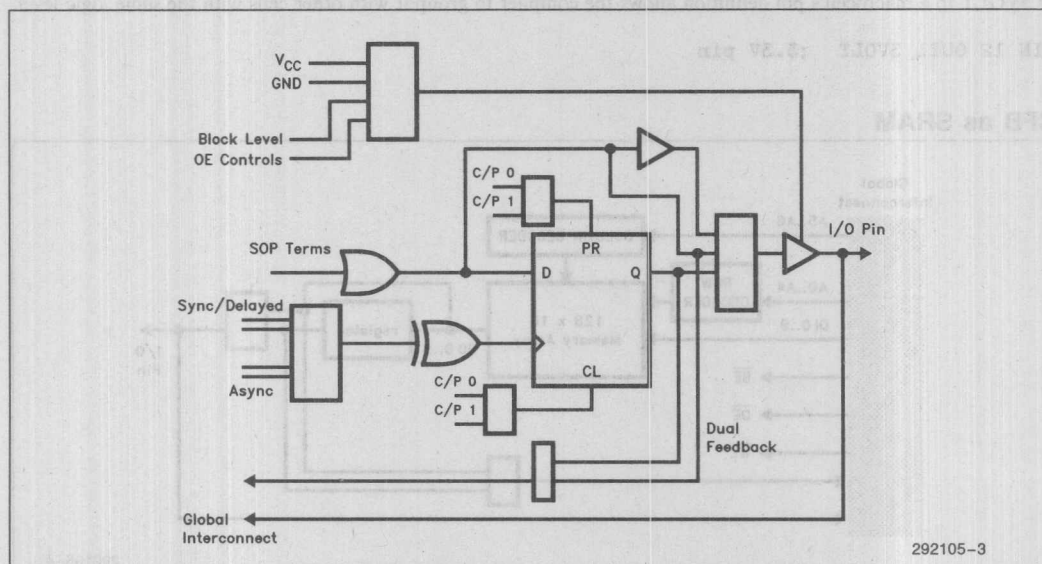 VCC
GND
Block Level
OE Controls
C/P 0
C/P 1
I/O Pin
SOP Terms
PR
D
Q
Sync/Delayed
CL
C/P 0
C/P 1
Async
Dual
Feedback
Global
Interconnect
292105-3